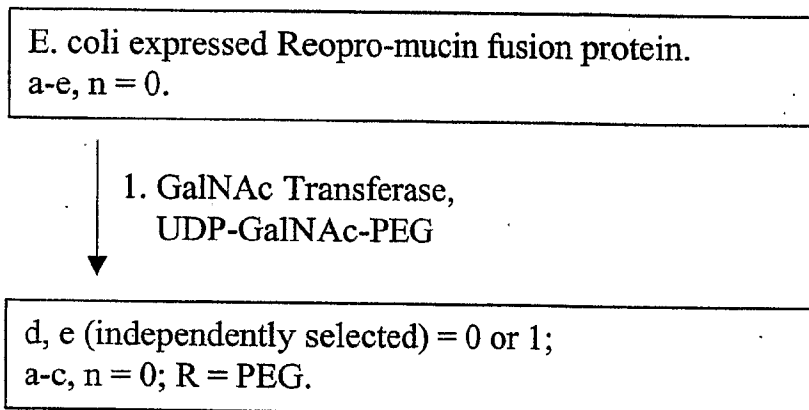 E. coli expressed Reopro-mucin fusion protein.
a-e, n = 0.
1. GalNAc Transferase,
UDP-GalNAc-PEG
d, e (independently selected) = 0 or 1;
a-c, n = 0; R = PEG.